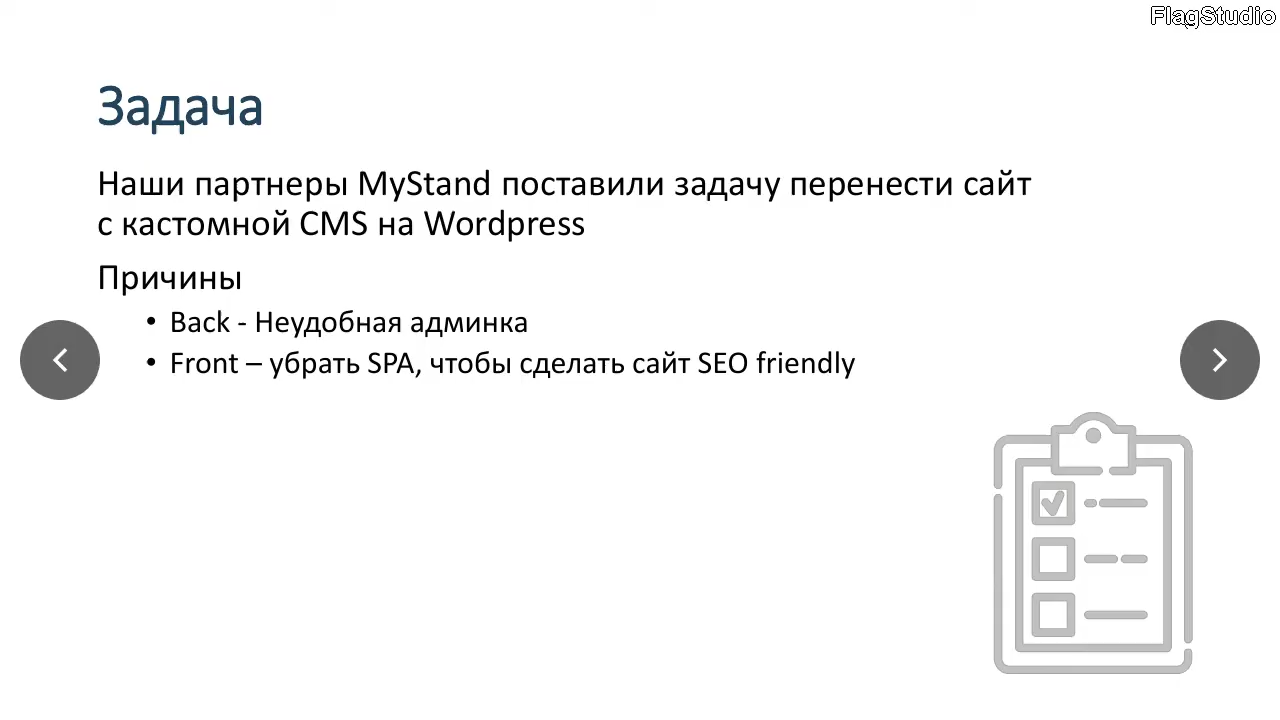 FlagStudio
Задача
Наши партнеры MyStand поставили задачу перенести сайт
с кастомной CMS на Wordpress
Причины
• Back - Неудобная админка
• Front – убрать SPA, чтобы сделать сайт SEO friendly